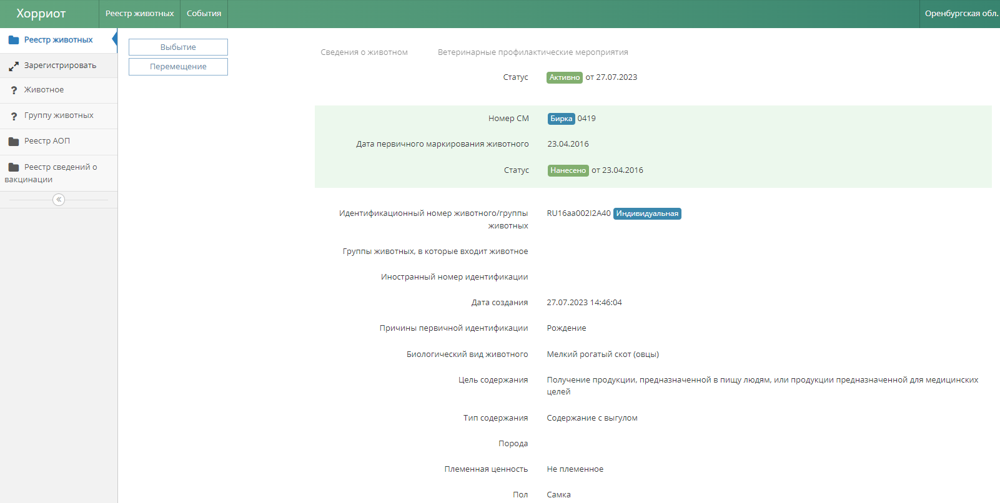 Хорриот
Реестр животных
События
Оренбургская обл.
Реестр животных
Зарегистрировать
Животное
Группу животных
Реестр АОП
Реестр сведений о
вакцинации
Выбытие
Перемещение
Сведения о животном
Ветеринарные профилактические мероприятия
Статус Активно от 27.07.2023
Номер СМ Бирка 0419
Дата первичного маркирования животного 23.04.2016
Статус Нанесено от 23.04.2016
Идентификационный номер животного/группы
животных
RU16aa002I2A40 Индивидуальная
Группы животных, в которые входит животное
Иностранный номер идентификации
Дата создания 27.07.2023 14:46:04
Причины первичной идентификации Рождение
Биологический вид животного Мелкий рогатый скот (овцы)
Цель содержания Получение продукции, предназначенной в пищу людям, или продукции предназначенной для медицинских
целей
Тип содержания Содержание с выгулом
Порода
Племенная ценность Не племенное
Пол Самка